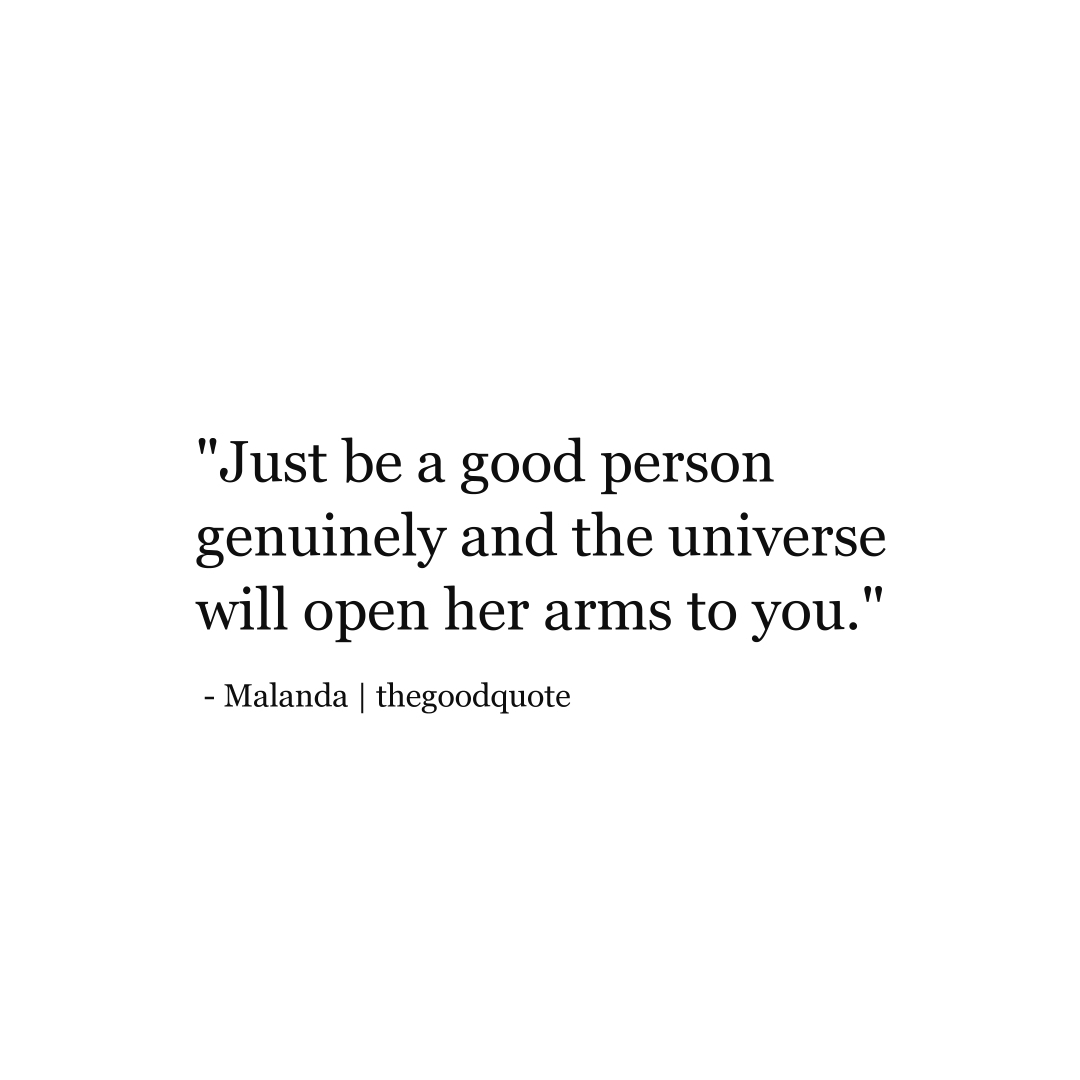 "Just be a good person
genuinely and the universe
will open her arms to you."
- Malanda | thegoodquote